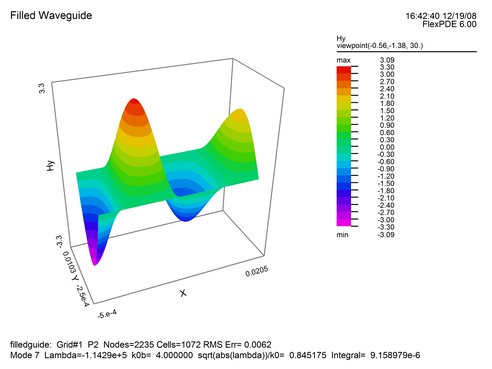 Filled Waveguide
16:42:40 12/19/08
FlexPDE 6.00
Hy
viewpoint(-0.56,-1.38, 30.)
max 3.09
3.30
3.00
2.70
2.40
2.10
1.80
1.50
1.20
0.90
0.60
0.30
0.00
-0.30
-0.60
-0.90
-1.20
-1.50
-1.80
-2.10
-2.40
-2.70
-3.00
-3.30
min -3.09
3.3
Hy
-3.3
0.0103
Y
-2.5e-4
-5.e-4
X
0.0205
filledguide: Grid#1 P2 Nodes=2235 Cells=1072 RMS Err= 0.0062
Mode 7 Lambda=-1.1429e+5 k0b= 4.000000 sqrt(abs(lambda))/k0= 0.845175 Integral= 9.158979e-6